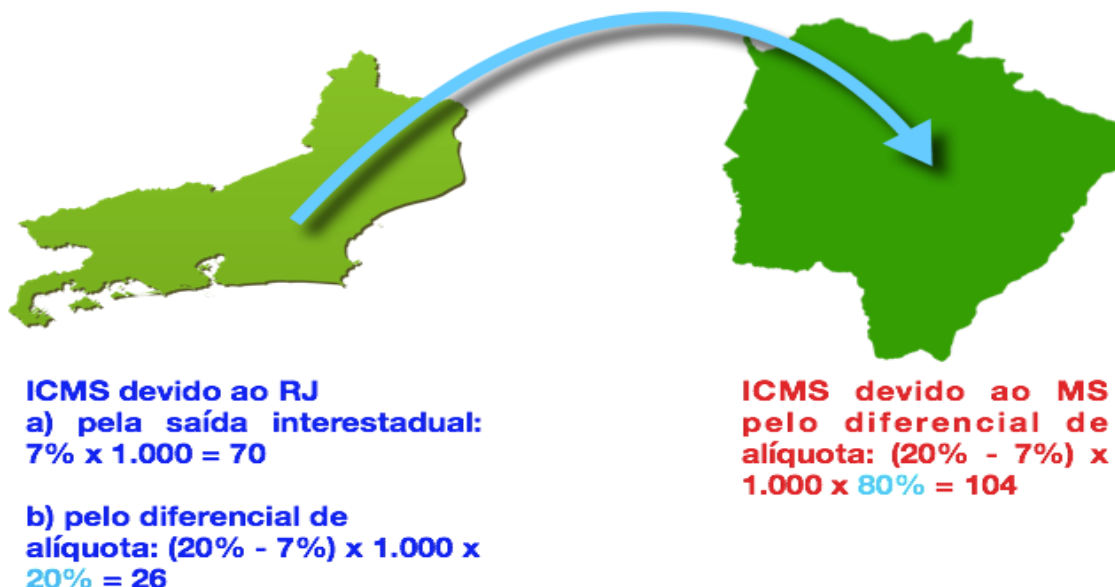 ICMS devido ao RJ
a) pela saída interestadual:
7% x 1.000 = 70
b) pelo diferencial de
alíquota: (20% - 7%) x 1.000 x
20% = 26
ICMS devido ao MS
pelo diferencial de
alíquota: (20% - 7%) x
1.000 x 80% = 104